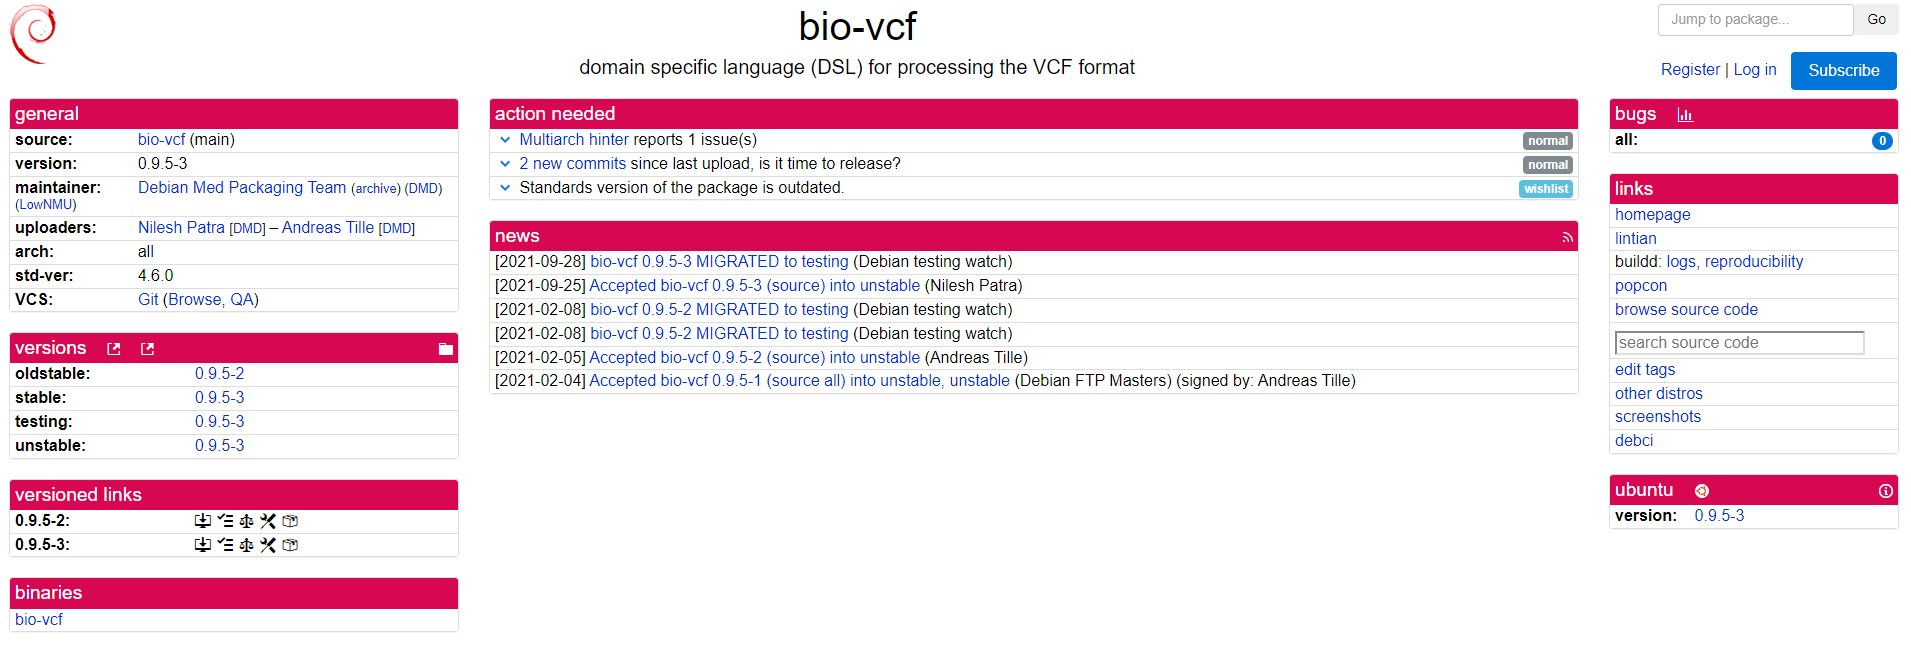 bio-vcf
domain specific language (DSL) for processing the VCF format
Jump to package...
Go
Register | Log in
Subscribe
general
source: bio-vcf (main)
version: 0.9.5-3
maintainer: Debian Med Packaging Team (archive) (DMD)
(LowNMU)
uploaders: Nilesh Patra [DMD] – Andreas Tille [DMD]
arch: all
std-ver: 4.6.0
VCS: Git (Browse, QA)
versions
oldstable: 0.9.5-2
stable: 0.9.5-3
testing: 0.9.5-3
unstable: 0.9.5-3
versioned links
0.9.5-2:
0.9.5-3:
binaries
bio-vcf
action needed
Multiarch hinter reports 1 issue(s) normal
2 new commits since last upload, is it time to release? normal
Standards version of the package is outdated. wishlist
news
[2021-09-28] bio-vcf 0.9.5-3 MIGRATED to testing (Debian testing watch)
[2021-09-25] Accepted bio-vcf 0.9.5-3 (source) into unstable (Nilesh Patra)
[2021-02-08] bio-vcf 0.9.5-2 MIGRATED to testing (Debian testing watch)
[2021-02-08] bio-vcf 0.9.5-2 MIGRATED to testing (Debian testing watch)
[2021-02-05] Accepted bio-vcf 0.9.5-2 (source) into unstable (Andreas Tille)
[2021-02-04] Accepted bio-vcf 0.9.5-1 (source all) into unstable, unstable (Debian FTP Masters) (signed by: Andreas Tille)
bugs
all: 0
links
homepage
lintian
buildd: logs, reproducibility
popcon
browse source code
search source code
edit tags
other distros
screenshots
debci
ubuntu
version: 0.9.5-3